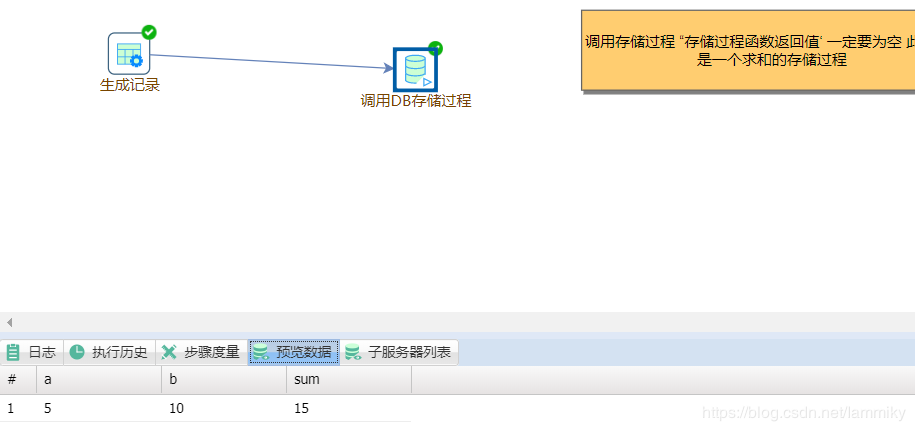 调用存储过程 “存储过程函数返回值‘ 一定要为空 此
是一个求和的存储过程
生成记录
调用DB存储过程
日志 执行历史 步骤度量 预览数据 子服务器列表
# a b sum
1 5 10 15
https://blog.csdn.net/lammiky